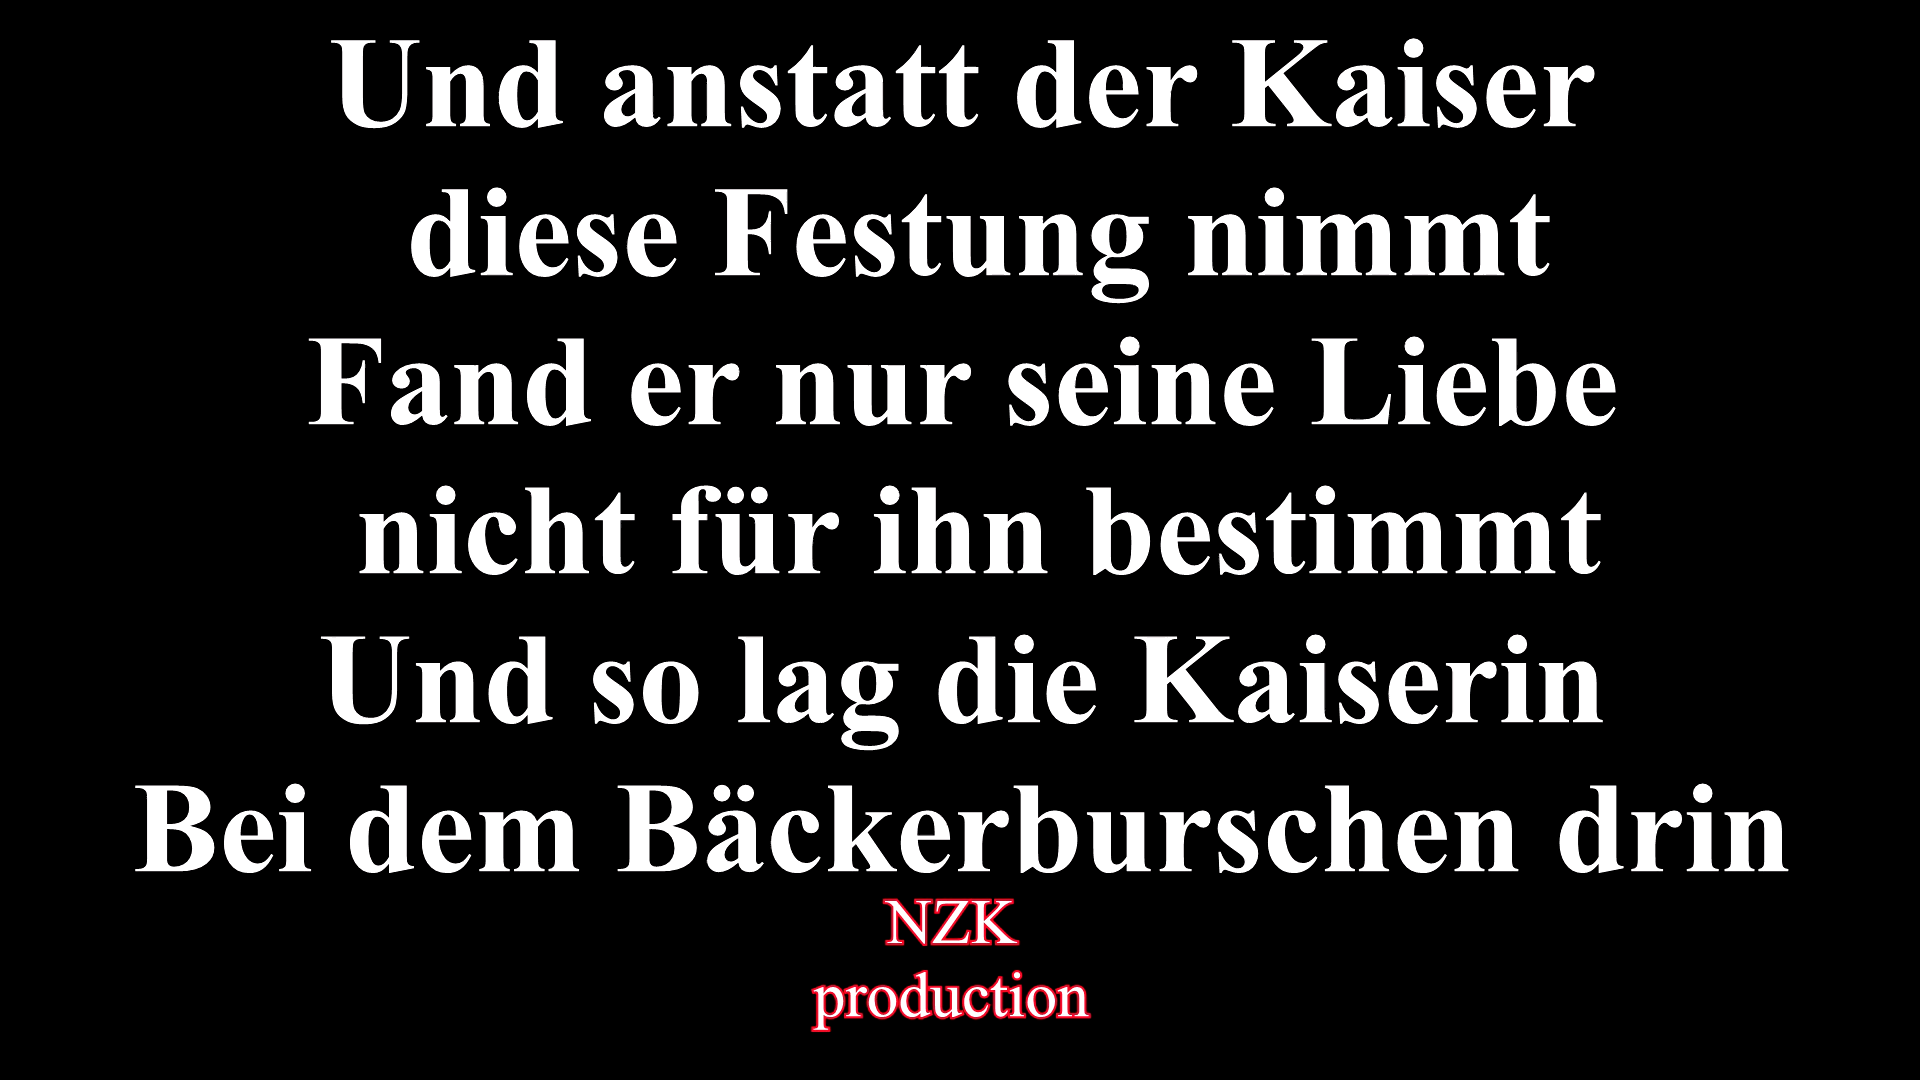 Und anstatt der Kaiser
diese Festung nimmt
Fand er nur seine Liebe
nicht für ihn bestimmt
Und so lag die Kaiserin
Bei dem Bäckerburschen drin
NZK
production